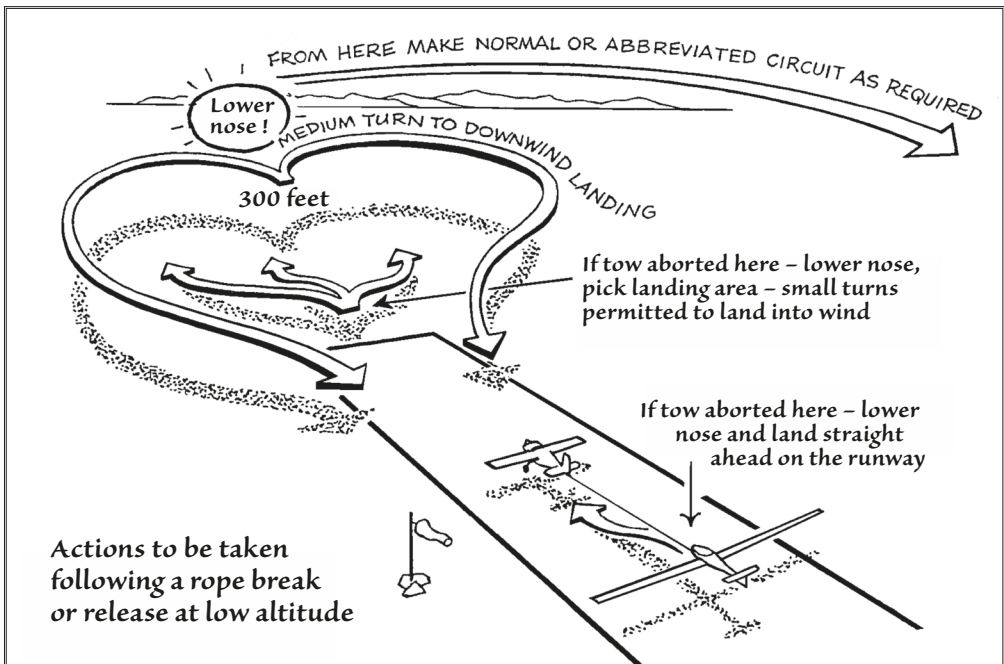 FROM HERE MAKE NORMAL OR ABBREVIATED CIRCUIT AS REQUIRED
Lower
nose !
MEDIUM TURN TO DOWNWIND LANDING
300 feet
If tow aborted here – lower nose,
pick landing area – small turns
permitted to land into wind
If tow aborted here – lower
nose and land straight
ahead on the runway
Actions to be taken
following a rope break
or release at low altitude